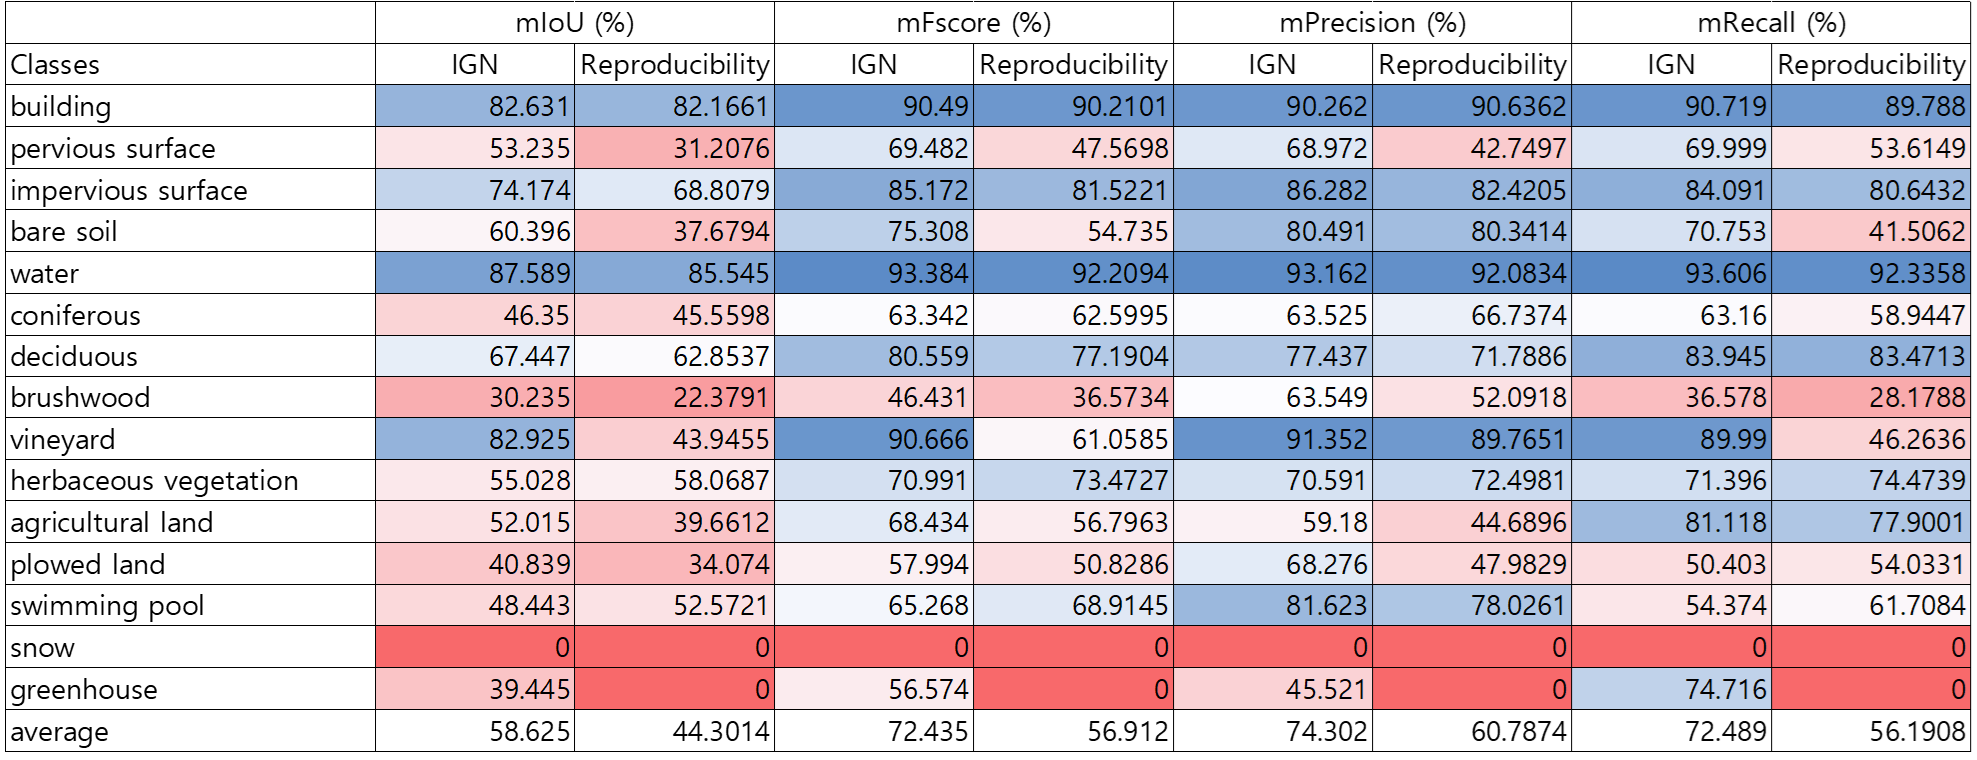 mIoU (%) mFscore (%) mPrecision (%) mRecall (%)
Classes IGN Reproducibility IGN Reproducibility IGN Reproducibility IGN Reproducibility
building 82.631 82.1661 90.49 90.2101 90.262 90.6362 90.719 89.788
pervious surface 53.235 31.2076 69.482 47.5698 68.972 42.7497 69.999 53.6149
impervious surface 74.174 68.8079 85.172 81.5221 86.282 82.4205 84.091 80.6432
bare soil 60.396 37.6794 75.308 54.735 80.491 80.3414 70.753 41.5062
water 87.589 85.545 93.384 92.2094 93.162 92.0834 93.606 92.3358
coniferous 46.35 45.5598 63.342 62.5995 63.525 66.7374 63.16 58.9447
deciduous 67.447 62.8537 80.559 77.1904 77.437 71.7886 83.945 83.4713
brushwood 30.235 22.3791 46.431 36.5734 63.549 52.0918 36.578 28.1788
vineyard 82.925 43.9455 90.666 61.0585 91.352 89.7651 89.99 46.2636
herbaceous vegetation 55.028 58.0687 70.991 73.4727 70.591 72.4981 71.396 74.4739
agricultural land 52.015 39.6612 68.434 56.7963 59.18 44.6896 81.118 77.9001
plowed land 40.839 34.074 57.994 50.8286 68.276 47.9829 50.403 54.0331
swimming pool 48.443 52.5721 65.268 68.9145 81.623 78.0261 54.374 61.7084
snow 0 0 0 0 0 0 0 0
greenhouse 39.445 0 56.574 0 45.521 0 74.716 0
average 58.625 44.3014 72.435 56.912 74.302 60.7874 72.489 56.1908